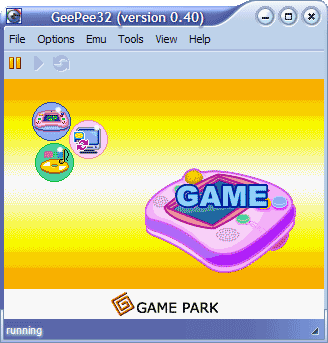 GeePee32 (version 0.40)
File Options Emu Tools View Help
GAME
GAME PARK
running